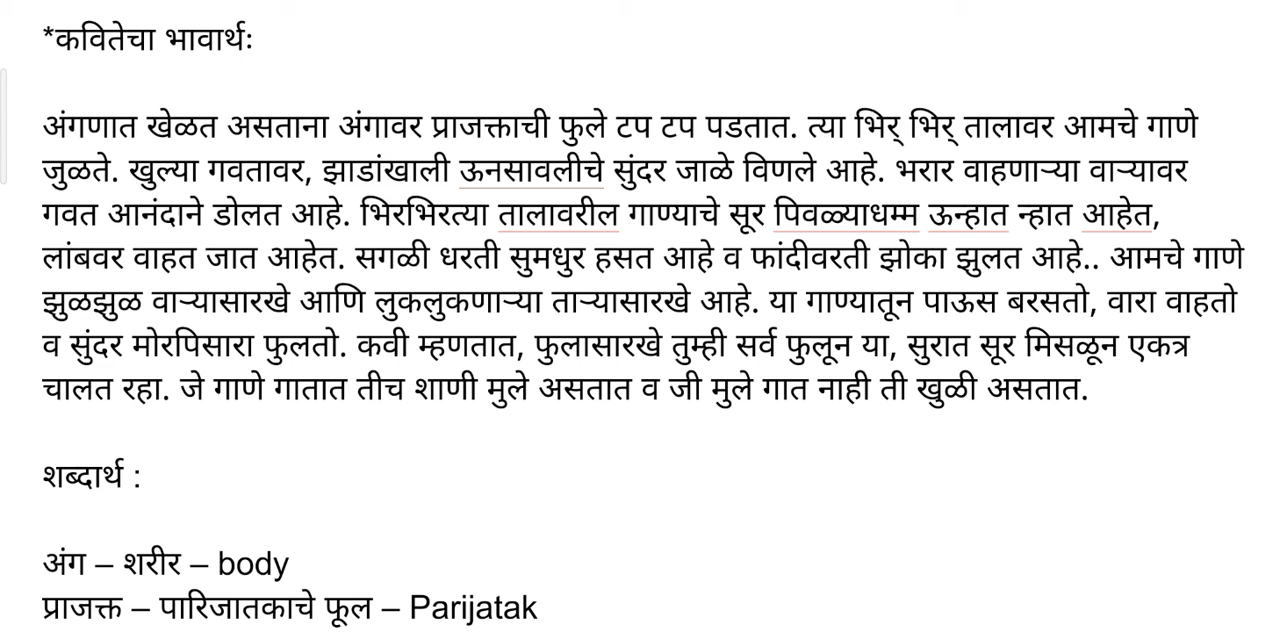 *कवितेचा भावार्थः
अंगणात खेळत असताना अंगावर प्राजक्ताची फुले टप टप पडतात. त्या भिर् भिर् तालावर आमचे गाणे
जुळते. खुल्या गवतावर, झाडांखाली ऊनसावलीचे सुंदर जाळे विणले आहे. भरार वाहणाऱ्या वाऱ्यावर
गवत आनंदाने डोलत आहे. भिरभिरत्या तालावरील गाण्याचे सूर पिवळ्याधम्म ऊन्हात न्हात आहेत,
लांबवर वाहत जात आहेत. सगळी धरती सुमधुर हसत आहे व फांदीवरती झोका झुलत आहे.. आमचे गाणे
झुळझुळ वाऱ्यासारखे आणि लुकलुकणाऱ्या ताऱ्यासारखे आहे. या गाण्यातून पाऊस बरसतो, वारा वाहतो
व सुंदर मोरपिसारा फुलतो. कवी म्हणतात, फुलासारखे तुम्ही सर्व फुलून या, सुरात सूर मिसळून एकत्र
चालत रहा. जे गाणे गातात तीच शाणी मुले असतात व जी मुले गात नाही ती खुळी असतात.
शब्दार्थ :
अंग – शरीर – body
प्राजक्त – पारिजातकाचे फूल – Parijatak